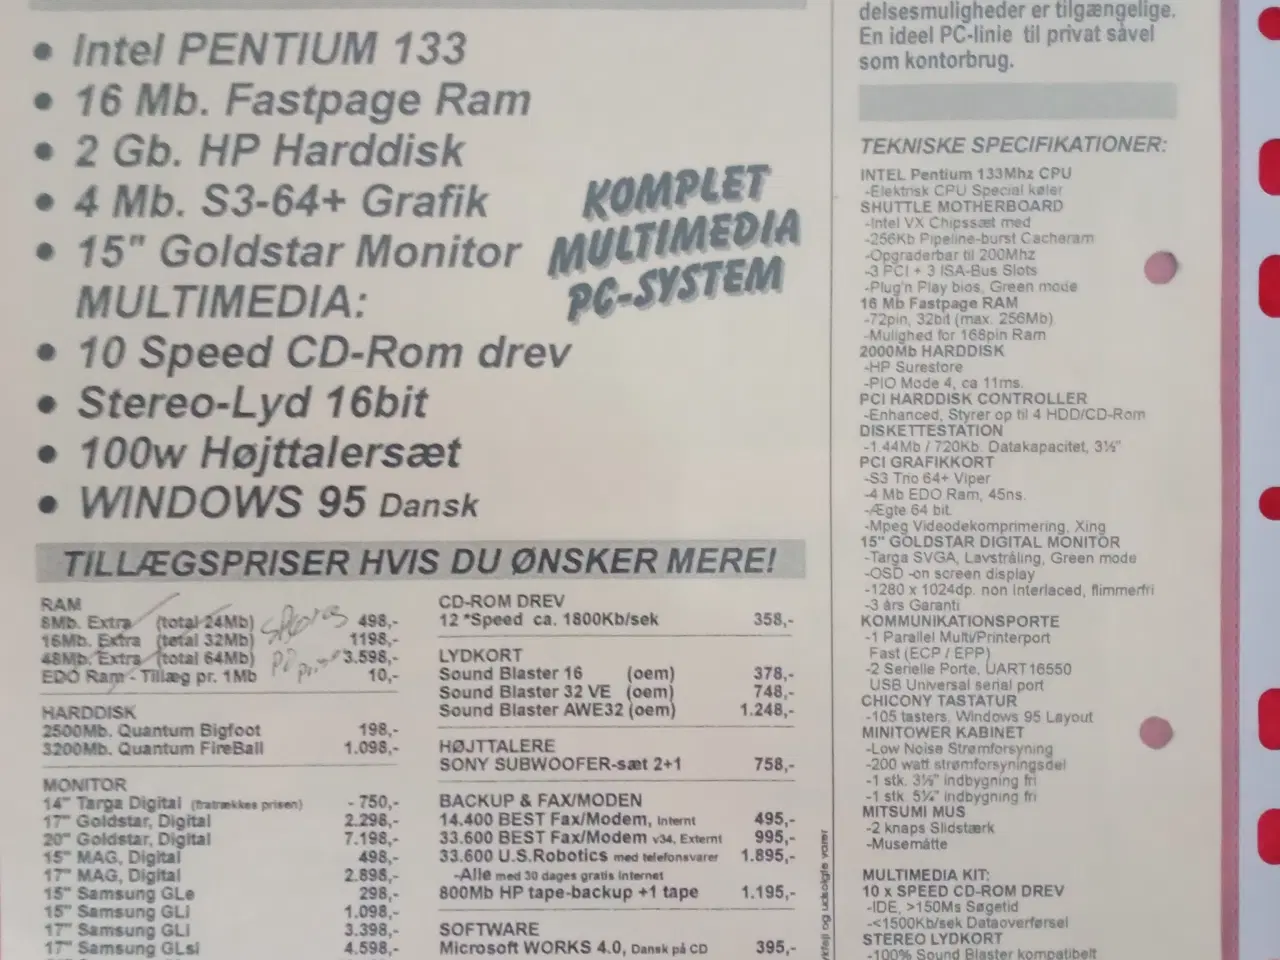 • Intel PENTIUM 133
• 16 Mb. Fastpage Ram
• 2 Gb. HP Harddisk
• 4 Mb. S3-64+ Grafik
• 15" Goldstar Monitor
MULTIMEDIA:
• 10 Speed CD-Rom drev
• Stereo-Lyd 16bit
• 100w Højttalersæt
• WINDOWS 95 Dansk
KOMPLET
MULTIMEDIA
PC-SYSTEM
TILLÆGSPRISER HVIS DU ØNSKER MERE!
RAM
8Mb. Extra (total 24Mb) 498,-
16Mb. Extra (total 32Mb) 1198,-
48Mb. Extra (total 64Mb) 3.598,-
EDO Ram - Tillæg pr. 1Mb 10,-
HARDDISK
2500Mb. Quantum Bigfoot 198,-
3200Mb. Quantum FireBall 1.098,-
MONITOR
14" Targa Digital (fratrækkes prisen) - 750,-
17" Goldstar, Digital 2.298,-
20" Goldstar, Digital 7.198,-
15" MAG, Digital 498,-
17" MAG, Digital 2.898,-
15" Samsung GLe 298,-
15" Samsung GLi 1.098,-
17" Samsung GLi 3.398,-
17" Samsung GLsi 4.598,-
CD-ROM DREV
12 *Speed ca. 1800Kb/sek 358,-
LYDKORT
Sound Blaster 16 (oem) 378,-
Sound Blaster 32 VE (oem) 748,-
Sound Blaster AWE32 (oem) 1.248,-
HØJTTALERE
SONY SUBWOOFER-sæt 2+1 758,-
BACKUP & FAX/MODEN
14.400 BEST Fax/Modem, Internt 495,-
33.600 BEST Fax/Modem v34, Externt 995,-
33.600 U.S.Robotics med telefonsvarer 1.895,-
-Alle med 30 dages gratis Internet
800Mb HP tape-backup +1 tape 1.195,-
SOFTWARE
Microsoft WORKS 4.0, Dansk på CD 395,-
og udsolgte varer
delsesmuligheder er tilgængelige.
En ideel PC-linie til privat såvel
som kontorbrug.
TEKNISKE SPECIFIKATIONER:
INTEL Pentium 133Mhz CPU
-Elektrisk CPU Special køler
SHUTTLE MOTHERBOARD
-Intel VX Chipssæt med
-256Kb Pipeline-burst Cacheram
-Opgraderbar til 200Mhz
-3 PCI + 3 ISA-Bus Slots
-Plug'n Play bios, Green mode
16 Mb Fastpage RAM
-72pin, 32bit (max. 256Mb)
-Mulighed for 168pin Ram
2000Mb HARDDISK
-HP Surestore
-PIO Mode 4, ca 11ms.
PCI HARDDISK CONTROLLER
-Enhanced, Styrer op til 4 HDD/CD-Rom
DISKETTESTATION
-1.44Mb / 720Kb. Datakapacitet, 3½"
PCI GRAFIKKORT
-S3 Trio 64+ Viper
-4 Mb EDO Ram, 45ns.
-Ægte 64 bit.
-Mpeg Videodekomprimering, Xing
15" GOLDSTAR DIGITAL MONITOR
-Targa SVGA, Lavstråling, Green mode
-OSD -on screen display
-1280 x 1024dp. non Interlaced, flimmerfri
-3 års Garanti
KOMMUNIKATIONSPORTE
-1 Parallel Multi/Printerport
Fast (ECP / EPP)
-2 Serielle Porte, UART16550
USB Universal serial port
CHICONY TASTATUR
-105 tasters, Windows 95 Layout
MINITOWER KABINET
-Low Noise Strømforsyning
-200 watt strømforsyningsdel
-1 stk. 3½" indbygning fri
-1 stk. 5¼" indbygning fri
MITSUMI MUS
-2 knaps Slidstærk
-Musemåtte
MULTIMEDIA KIT:
10 x SPEED CD-ROM DREV
-IDE, >150Ms Søgetid
-<1500Kb/sek Dataoverførsel
STEREO LYDKORT
-100% Sound Blaster kompatibelt